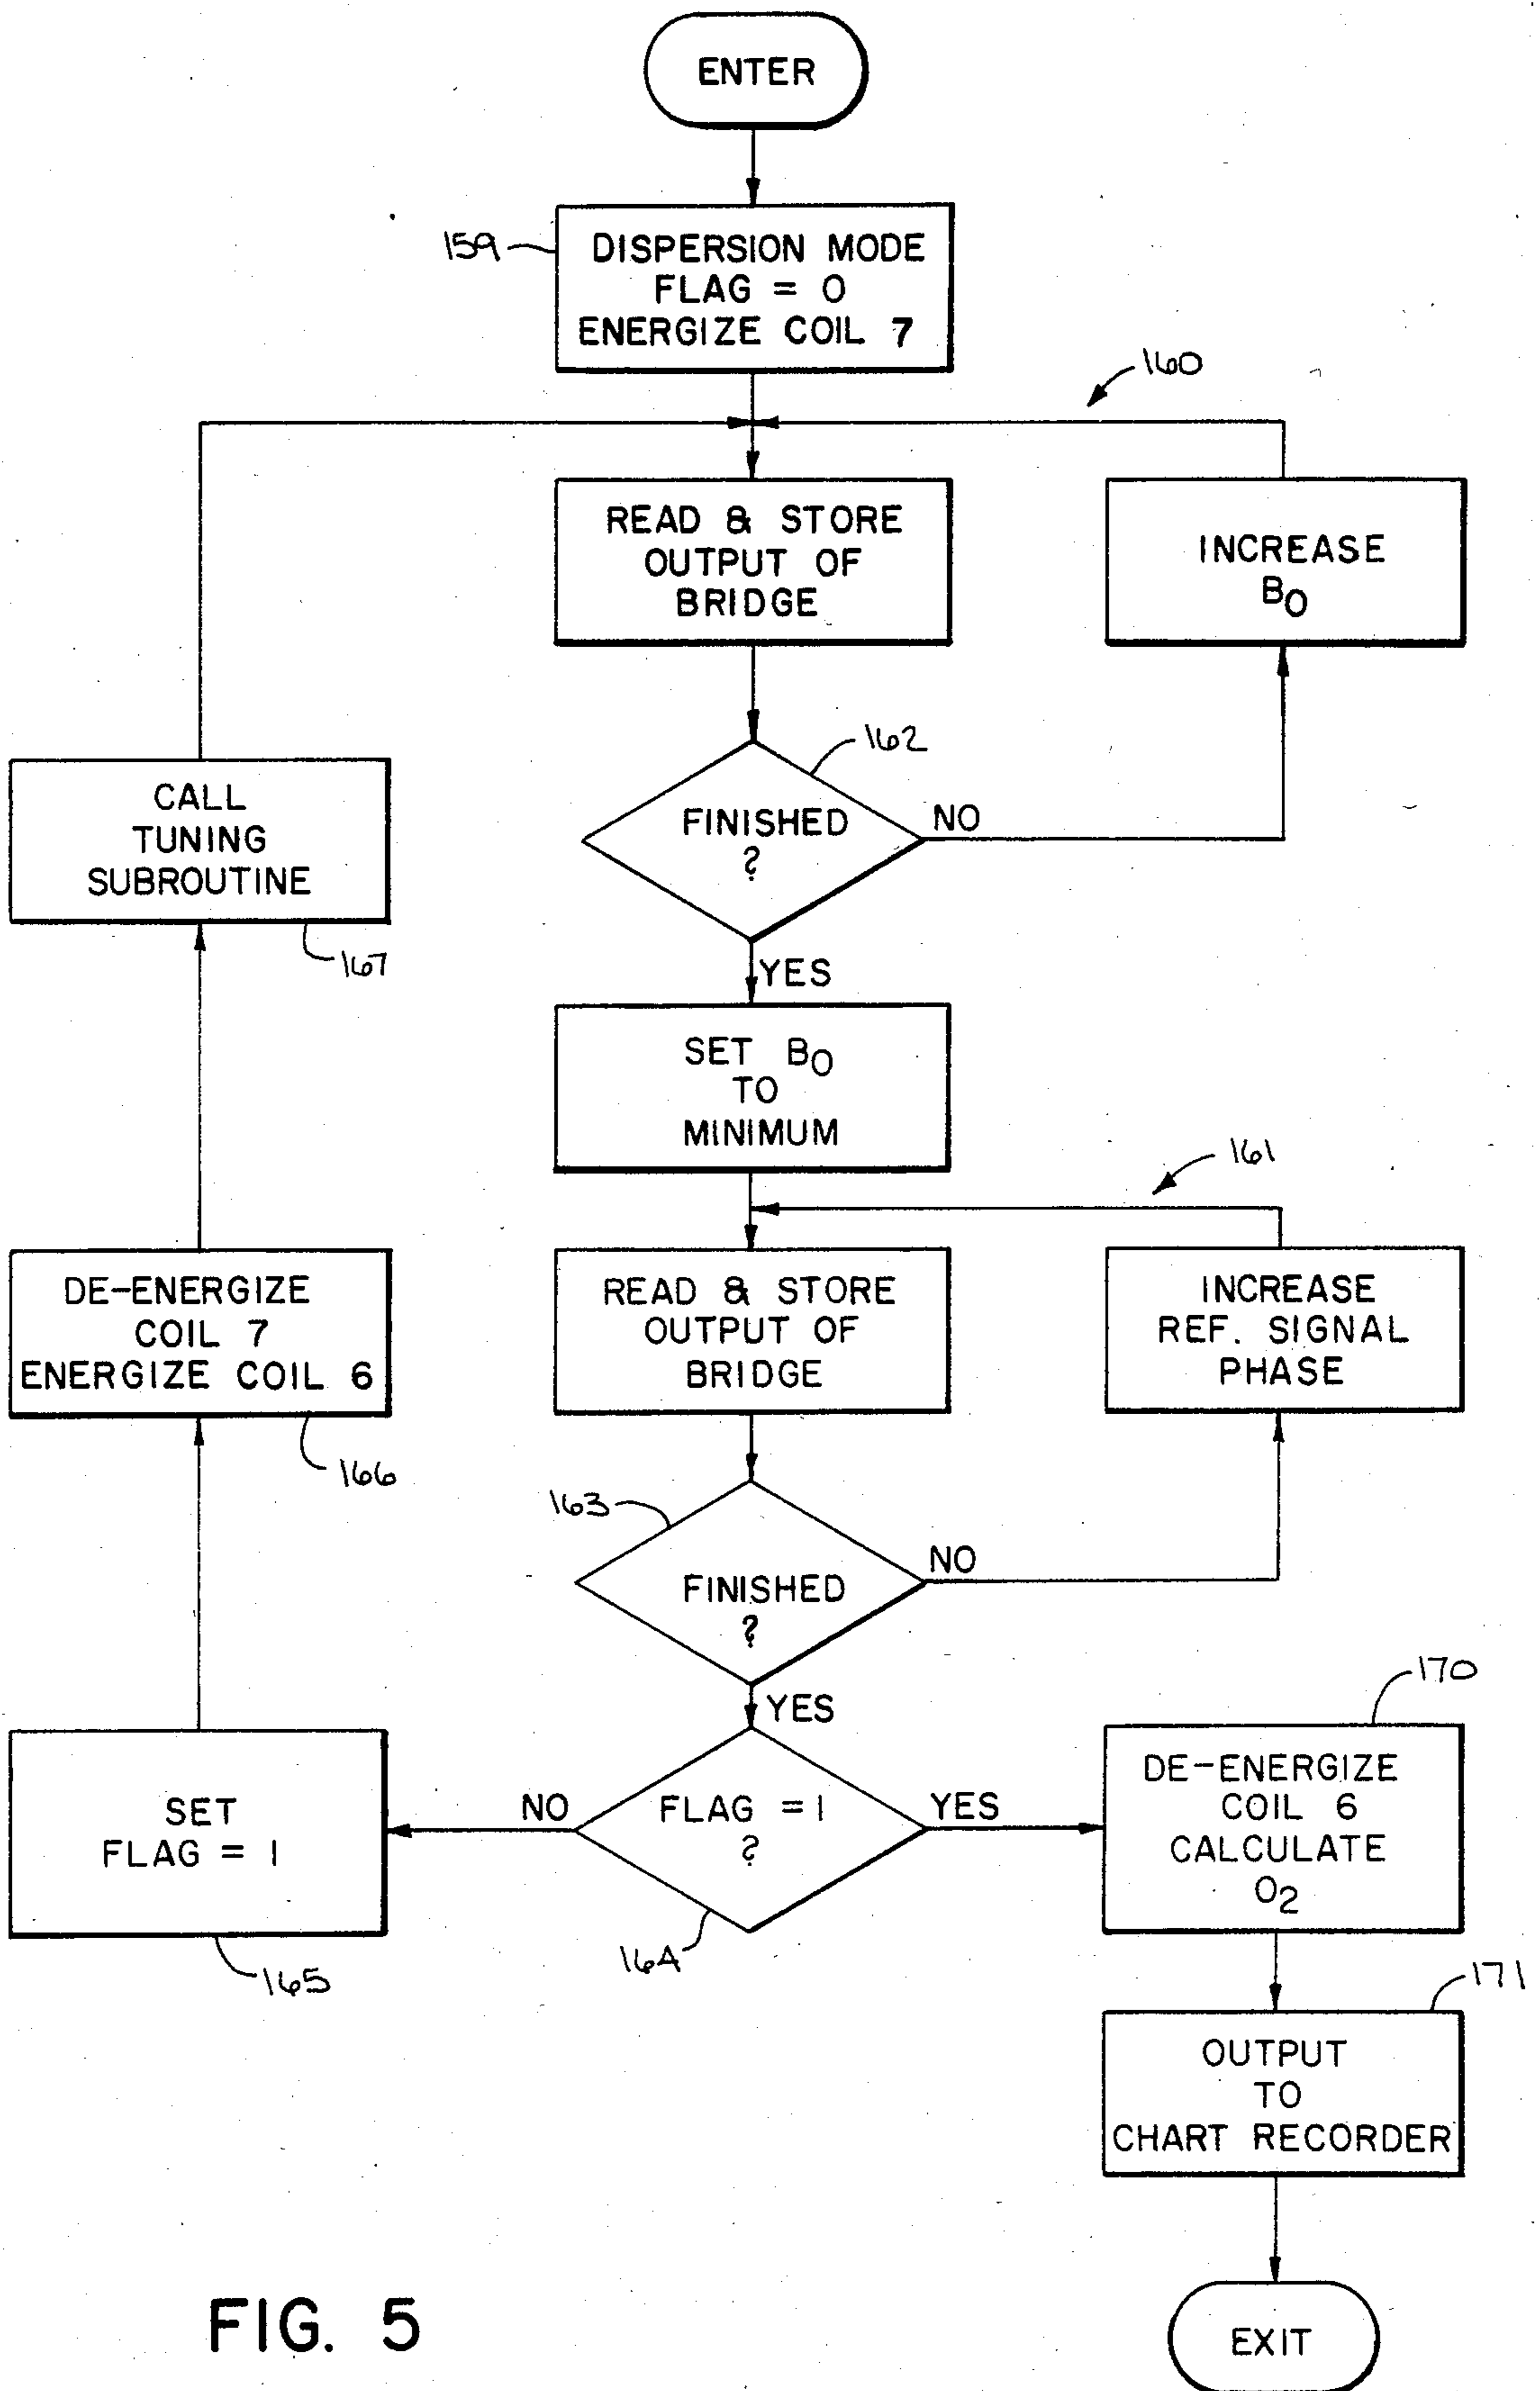 ENTER
159
DISPERSION MODE
FLAG = 0
ENERGIZE COIL 7
160
READ & STORE
OUTPUT OF
BRIDGE
INCREASE
B0
162
FINISHED
?
NO
CALL
TUNING
SUBROUTINE
167
YES
SET B0
TO
MINIMUM
161
READ & STORE
OUTPUT OF
BRIDGE
INCREASE
REF. SIGNAL
PHASE
DE-ENERGIZE
COIL 7
ENERGIZE COIL 6
166
163
FINISHED
?
NO
YES
170
FLAG = 1
?
NO
YES
SET
FLAG = 1
165
164
DE-ENERGIZE
COIL 6
CALCULATE
O2
171
OUTPUT
TO
CHART RECORDER
EXIT
FIG. 5